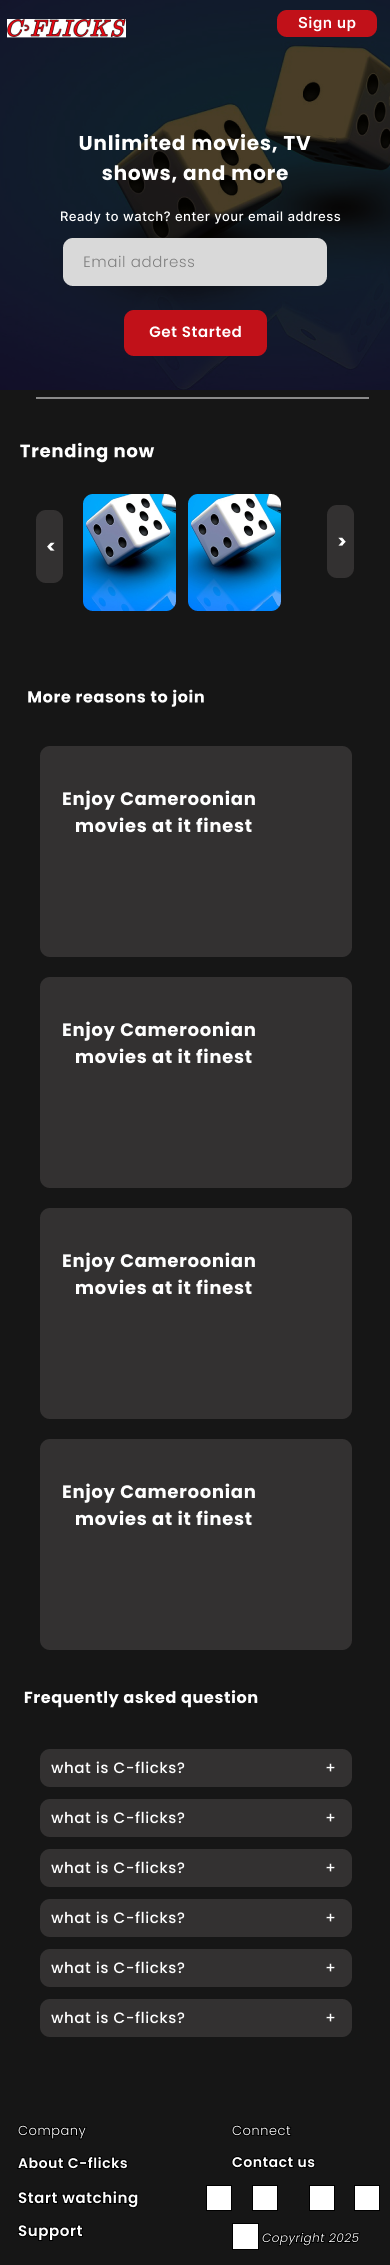 C-FLICKS
Sign up
Unlimited movies, TV
shows, and more
Ready to watch? enter your email address
Email address
Get Started
Trending now
<
>
More reasons to join
Enjoy Cameroonian
movies at it finest
Enjoy Cameroonian
movies at it finest
Enjoy Cameroonian
movies at it finest
Enjoy Cameroonian
movies at it finest
Frequently asked question
what is C-flicks? +
what is C-flicks? +
what is C-flicks? +
what is C-flicks? +
what is C-flicks? +
what is C-flicks? +
Company
About C-flicks
Start watching
Support
Connect
Contact us
Copyright 2025